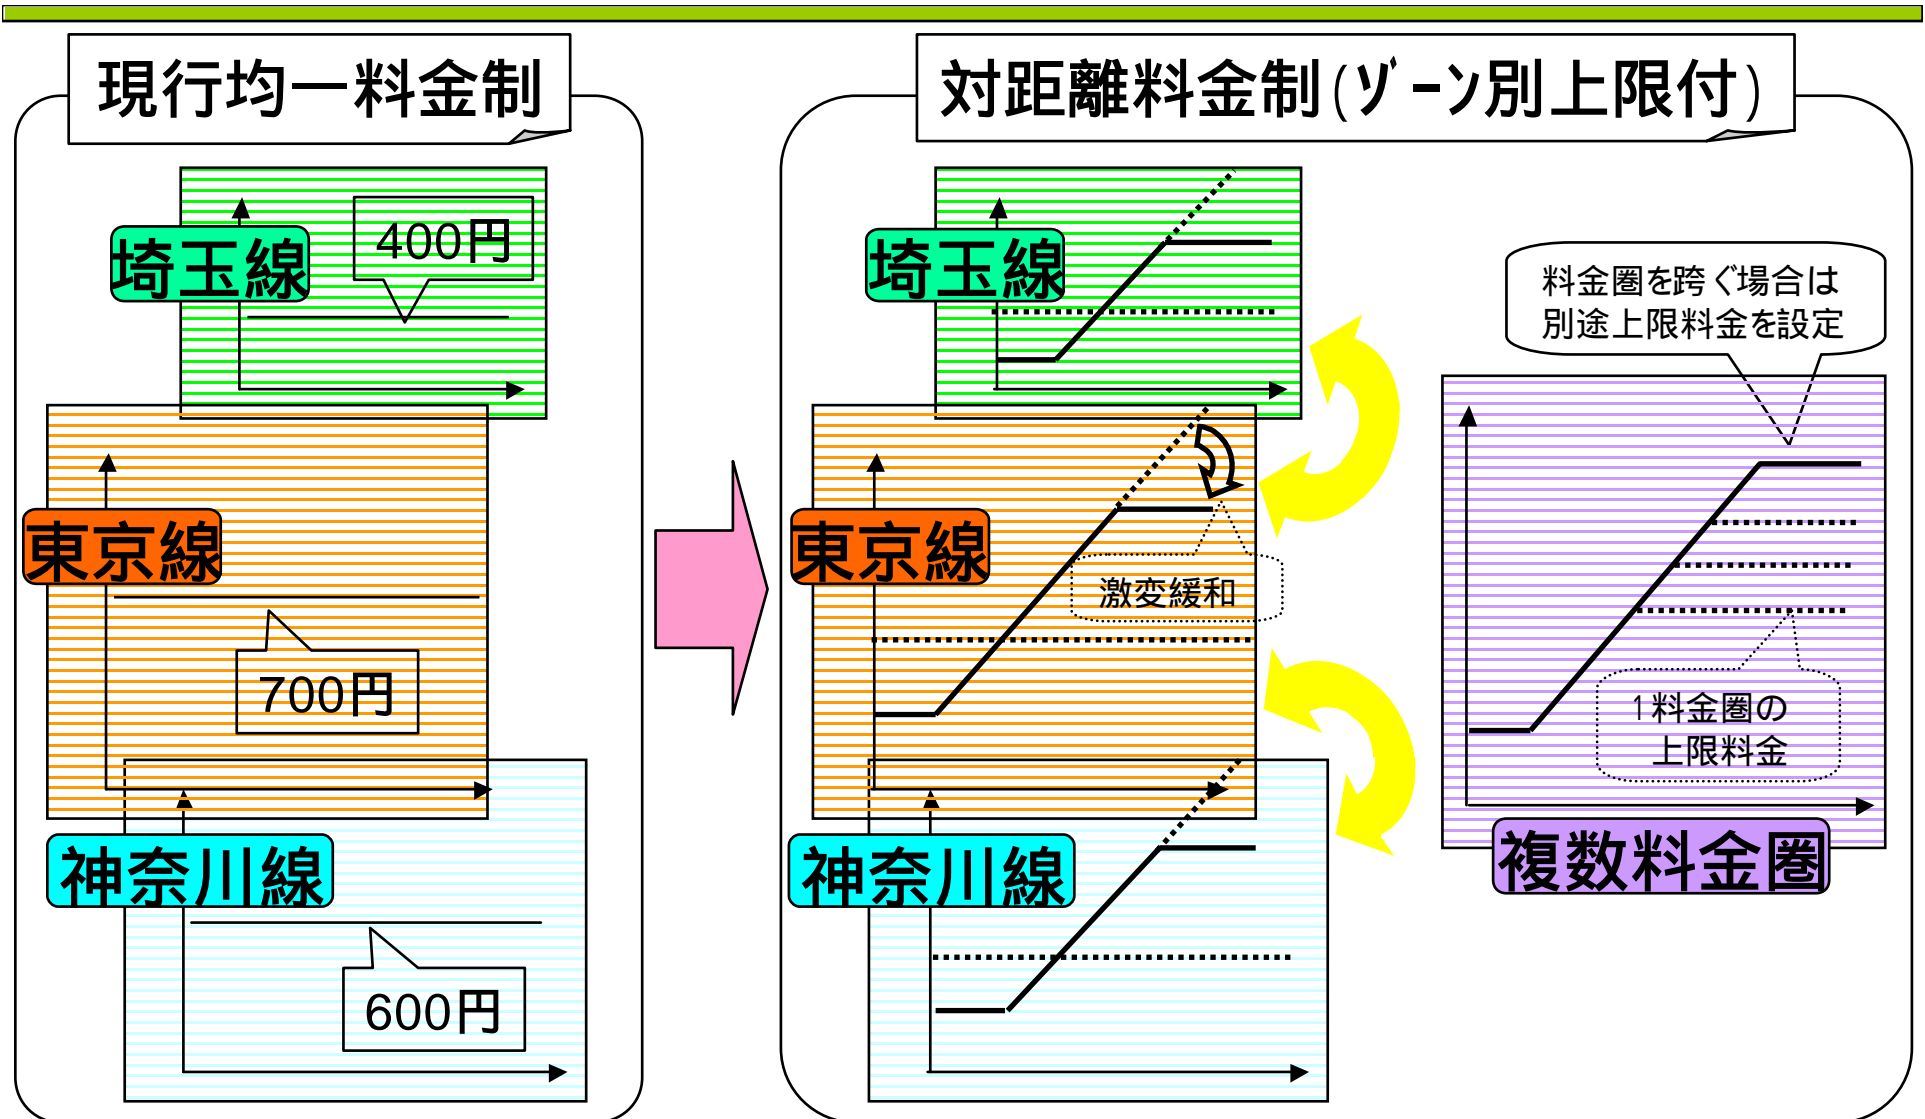 現行均一料金制
埼玉線
400円
東京線
700円
神奈川線
600円
対距離料金制(ｿﾞｰﾝ別上限付)
埼玉線
東京線
激変緩和
神奈川線
料金圏を跨ぐ場合は
別途上限料金を設定
1料金圏の
上限料金
複数料金圏